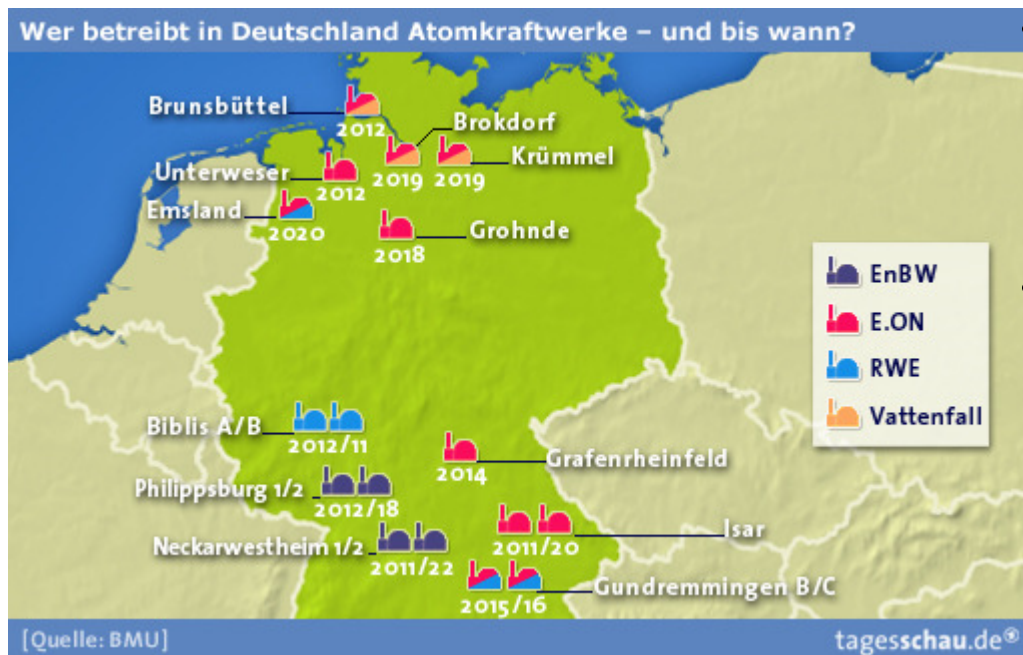 Wer betreibt in Deutschland Atomkraftwerke – und bis wann?
Brunsbüttel
2012
Brokdorf
2019
Krümmel
2019
Unterweser
2012
Emsland
2020
Grohnde
2018
EnBW
E.ON
RWE
Vattenfall
Biblis A/B
2012/11
Grafenrheinfeld
2014
Philippsburg 1/2
2012/18
Isar
2011/20
Neckarwestheim 1/2
2011/22
Gundremmingen B/C
2015/16
[Quelle: BMU]
tagesschau.de